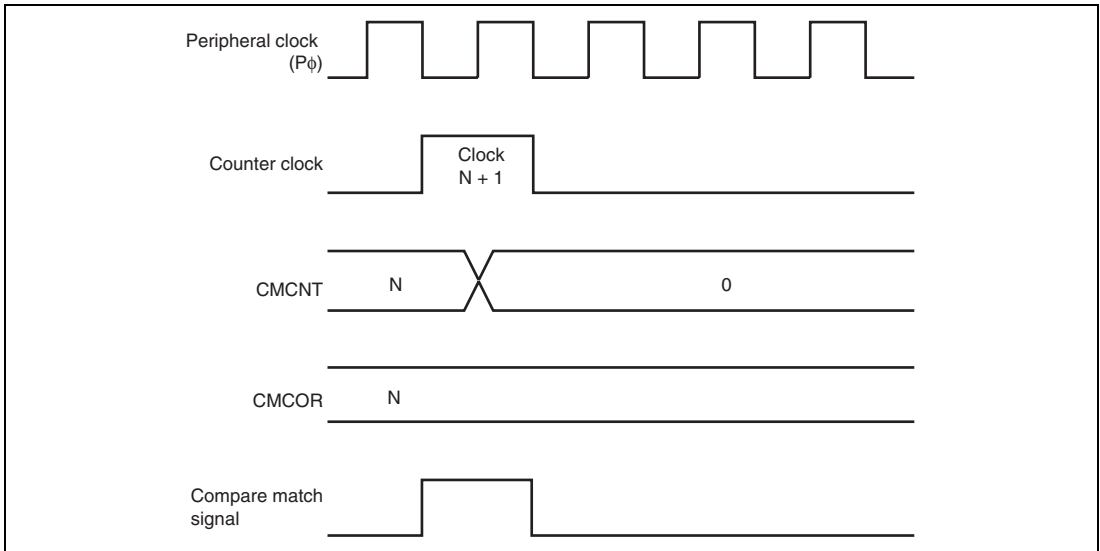 Peripheral clock
(Pϕ)
Counter clock
Clock
N + 1
CMCNT
N
0
CMCOR
N
Compare match
signal